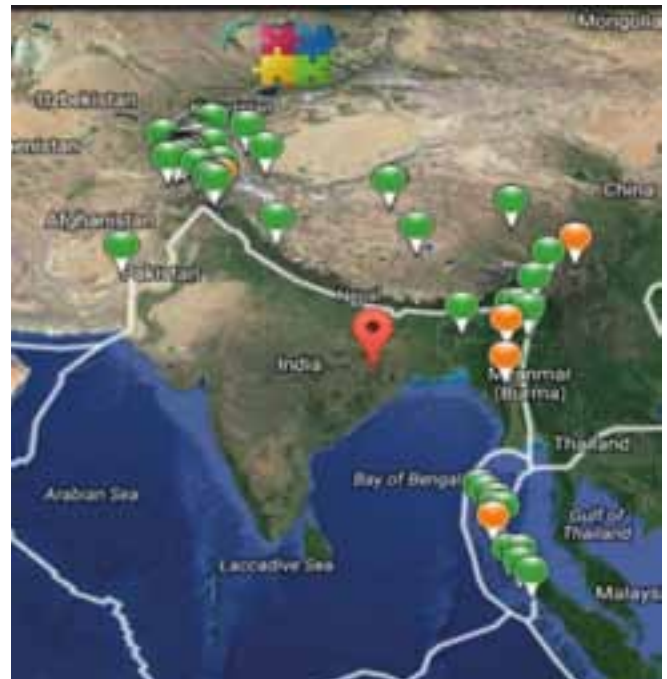 Mongolia
Uzbekistan
China
Afghanistan
Pakistan
Nepal
India
Myanmar
(Burma)
Thailand
Bay of Bengal
Arabian Sea
Gulf of
Thailand
Laccadive Sea
Malays